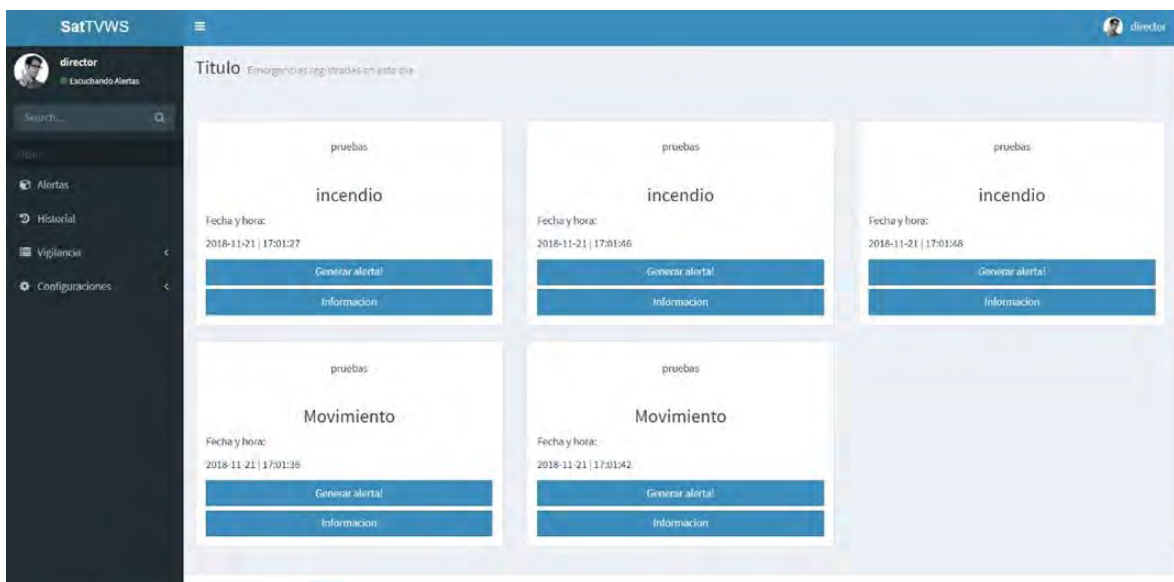 SatTVWS
director
director
Escuchando Alertas
Search...
Alertas
Historial
Vigilancia
Configuraciones
Título Emergencias registradas en este dia
pruebas
incendio
Fecha y hora:
2018-11-21 | 17:01:27
Generar alerta!
Informacion
pruebas
incendio
Fecha y hora:
2018-11-21 | 17:01:46
Generar alerta!
Informacion
pruebas
incendio
Fecha y hora:
2018-11-21 | 17:01:48
Generar alerta!
Informacion
pruebas
Movimiento
Fecha y hora:
2018-11-21 | 17:01:36
Generar alerta!
Informacion
pruebas
Movimiento
Fecha y hora:
2018-11-21 | 17:01:42
Generar alerta!
Informacion